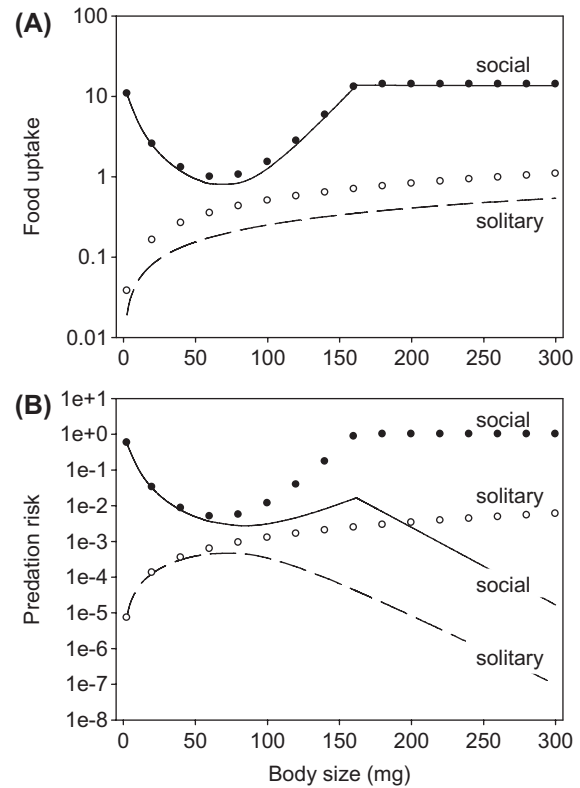 (A)
social
10
1
0.1
0.01
Food uptake
solitary
0 50 100 150 200 250 300
(B)
1e+1
1e+0
1e-1
1e-2
1e-3
1e-4
1e-5
1e-6
1e-7
1e-8
Predation risk
social
solitary
social
solitary
0 50 100 150 200 250 300
Body size (mg)